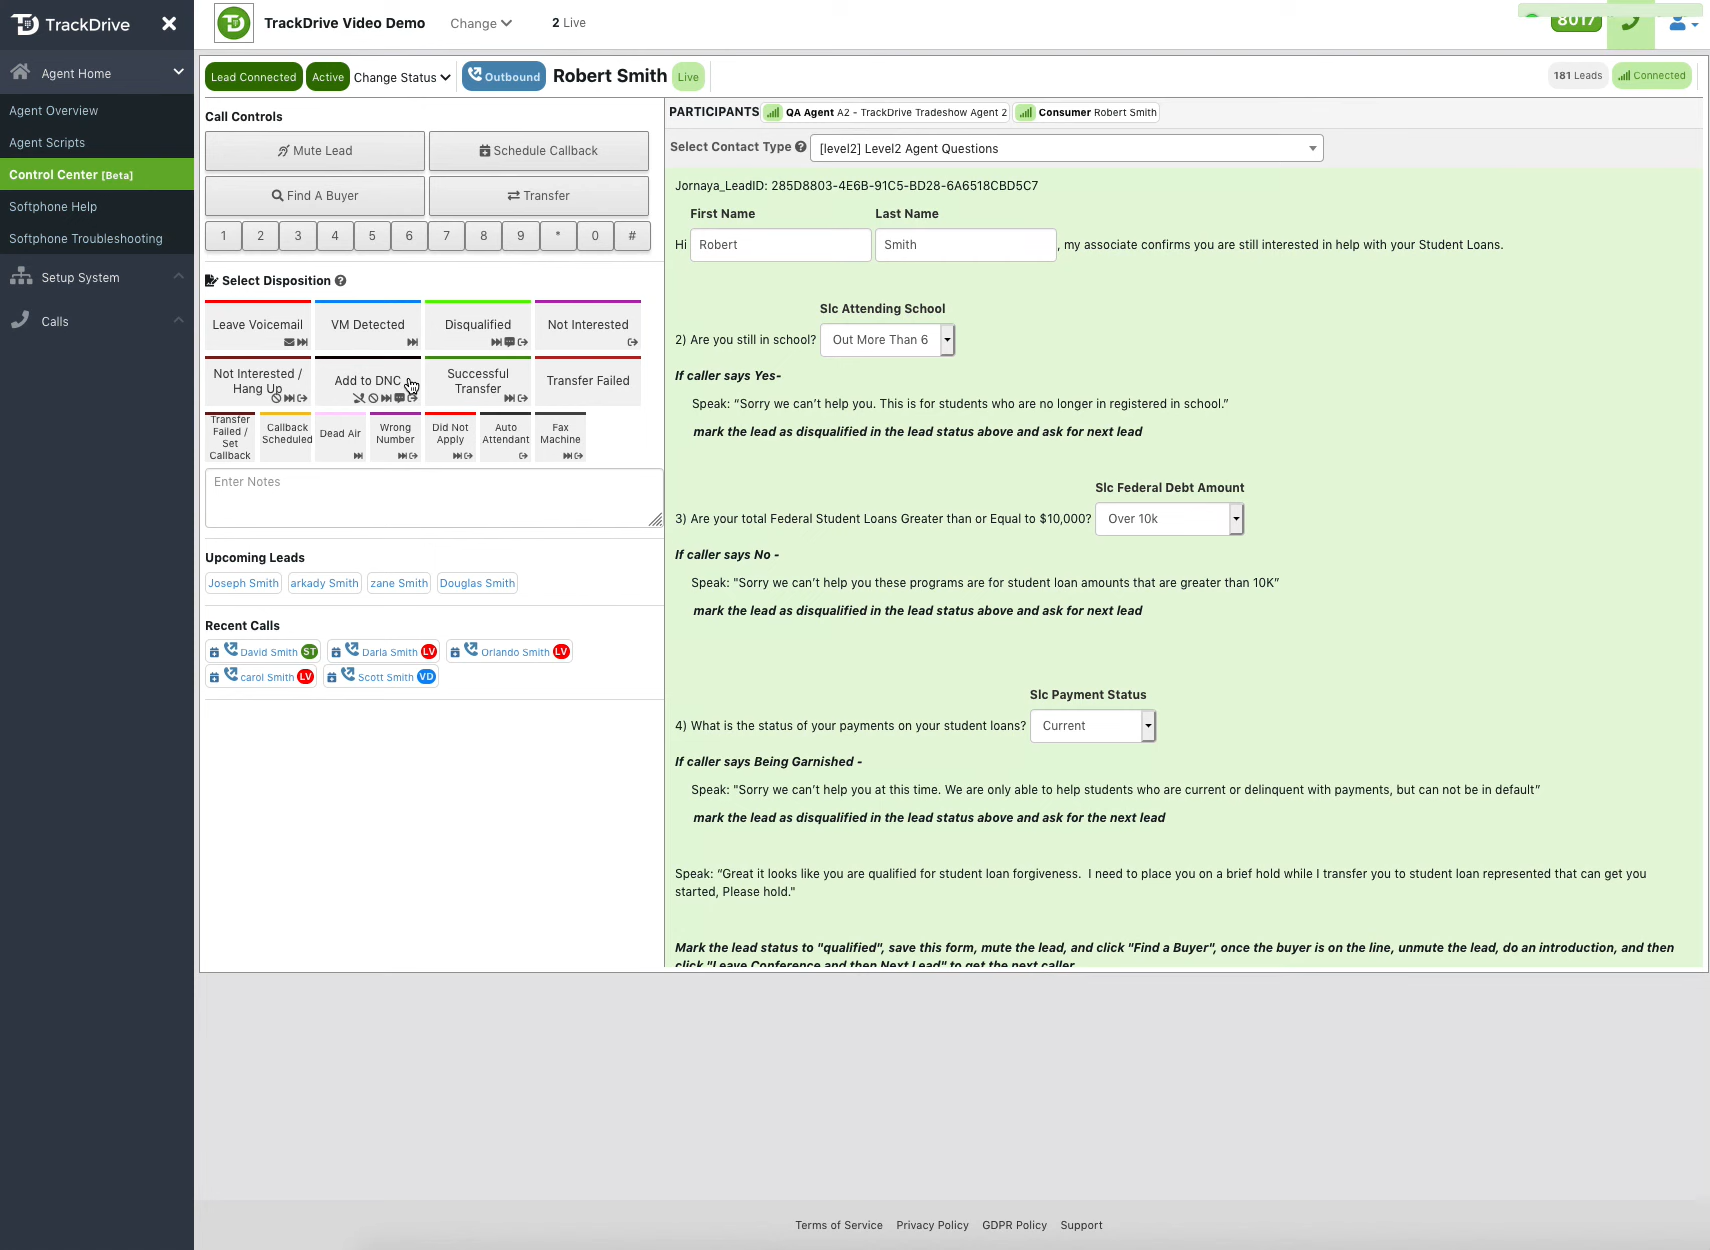 TrackDrive
TrackDrive Video Demo Change 2 Live
8017
Agent Home
Agent Overview
Agent Scripts
Control Center [Beta]
Softphone Help
Softphone Troubleshooting
Setup System
Calls
Lead Connected Active Change Status Outbound Robert Smith Live 181 Leads Connected
Call Controls
Mute Lead Schedule Callback
Find A Buyer Transfer
1 2 3 4 5 6 7 8 9 * 0 #
Select Disposition
Leave Voicemail VM Detected Disqualified Not Interested
Not Interested / Hang Up Add to DNC Successful Transfer Transfer Failed
Transfer Failed / Set Callback Callback Scheduled Dead Air Wrong Number Did Not Apply Auto Attendant Fax Machine
Enter Notes
Upcoming Leads
Joseph Smith arkady Smith zane Smith Douglas Smith
Recent Calls
David Smith ST Darla Smith LV Orlando Smith LV
carol Smith LV Scott Smith VD
PARTICIPANTS QA Agent A2 - TrackDrive Tradeshow Agent 2 Consumer Robert Smith
Select Contact Type [level2] Level2 Agent Questions
Jornaya_LeadID: 285D8803-4E6B-91C5-BD28-6A6518CBD5C7
First Name Last Name
Hi Robert Smith , my associate confirms you are still interested in help with your Student Loans.
Slc Attending School
2) Are you still in school? Out More Than 6
If caller says Yes-
Speak: “Sorry we can’t help you. This is for students who are no longer in registered in school.”
mark the lead as disqualified in the lead status above and ask for next lead
Slc Federal Debt Amount
3) Are your total Federal Student Loans Greater than or Equal to $10,000? Over 10k
If caller says No -
Speak: "Sorry we can’t help you these programs are for student loan amounts that are greater than 10K”
mark the lead as disqualified in the lead status above and ask for next lead
Slc Payment Status
4) What is the status of your payments on your student loans? Current
If caller says Being Garnished -
Speak: "Sorry we can’t help you at this time. We are only able to help students who are current or delinquent with payments, but can not be in default”
mark the lead as disqualified in the lead status above and ask for the next lead
Speak: “Great it looks like you are qualified for student loan forgiveness. I need to place you on a brief hold while I transfer you to student loan represented that can get you
started, Please hold."
Mark the lead status to "qualified", save this form, mute the lead, and click "Find a Buyer", once the buyer is on the line, unmute the lead, do an introduction, and then
click "Leave Conference and then Next Lead" to get the next caller
Terms of Service Privacy Policy GDPR Policy Support